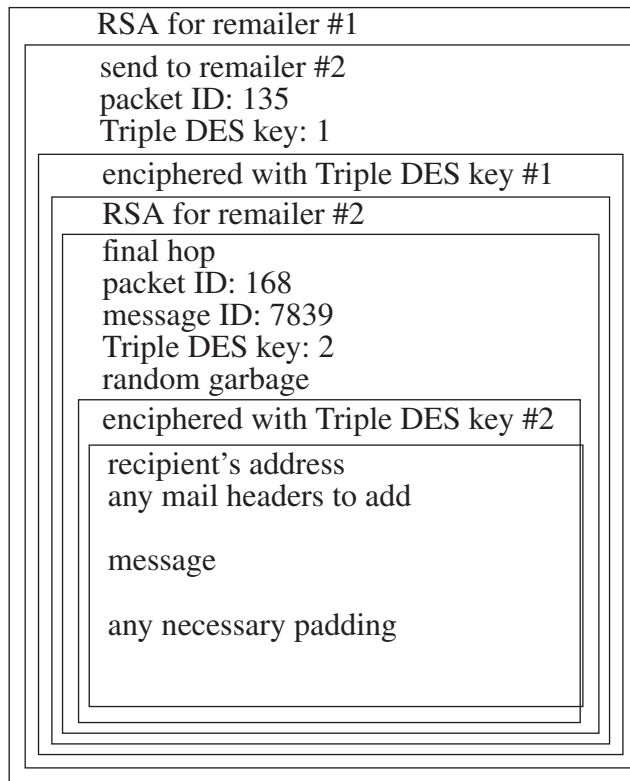 RSA for remailer #1
send to remailer #2
packet ID: 135
Triple DES key: 1
enciphered with Triple DES key #1
RSA for remailer #2
final hop
packet ID: 168
message ID: 7839
Triple DES key: 2
random garbage
enciphered with Triple DES key #2
recipient's address
any mail headers to add
message
any necessary padding